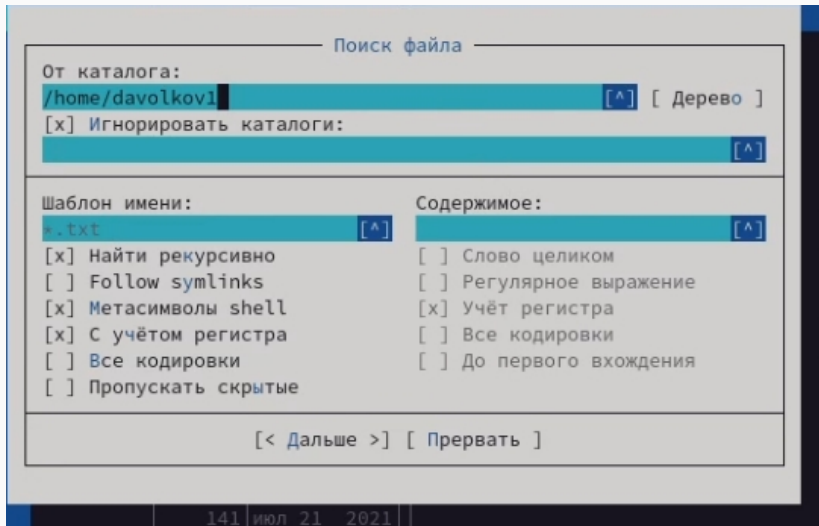 Поиск файла
От каталога:
/home/davolkov1 [^] [ Дерево ]
[x] Игнорировать каталоги:
[^]
Шаблон имени:
*.txt [^]
[x] Найти рекурсивно
[ ] Follow symlinks
[x] Метасимволы shell
[x] С учётом регистра
[ ] Все кодировки
[ ] Пропускать скрытые
Содержимое:
[^]
[ ] Слово целиком
[ ] Регулярное выражение
[x] Учёт регистра
[ ] Все кодировки
[ ] До первого вхождения
[< Дальше >] [ Прервать ]
141 июл 21 2021